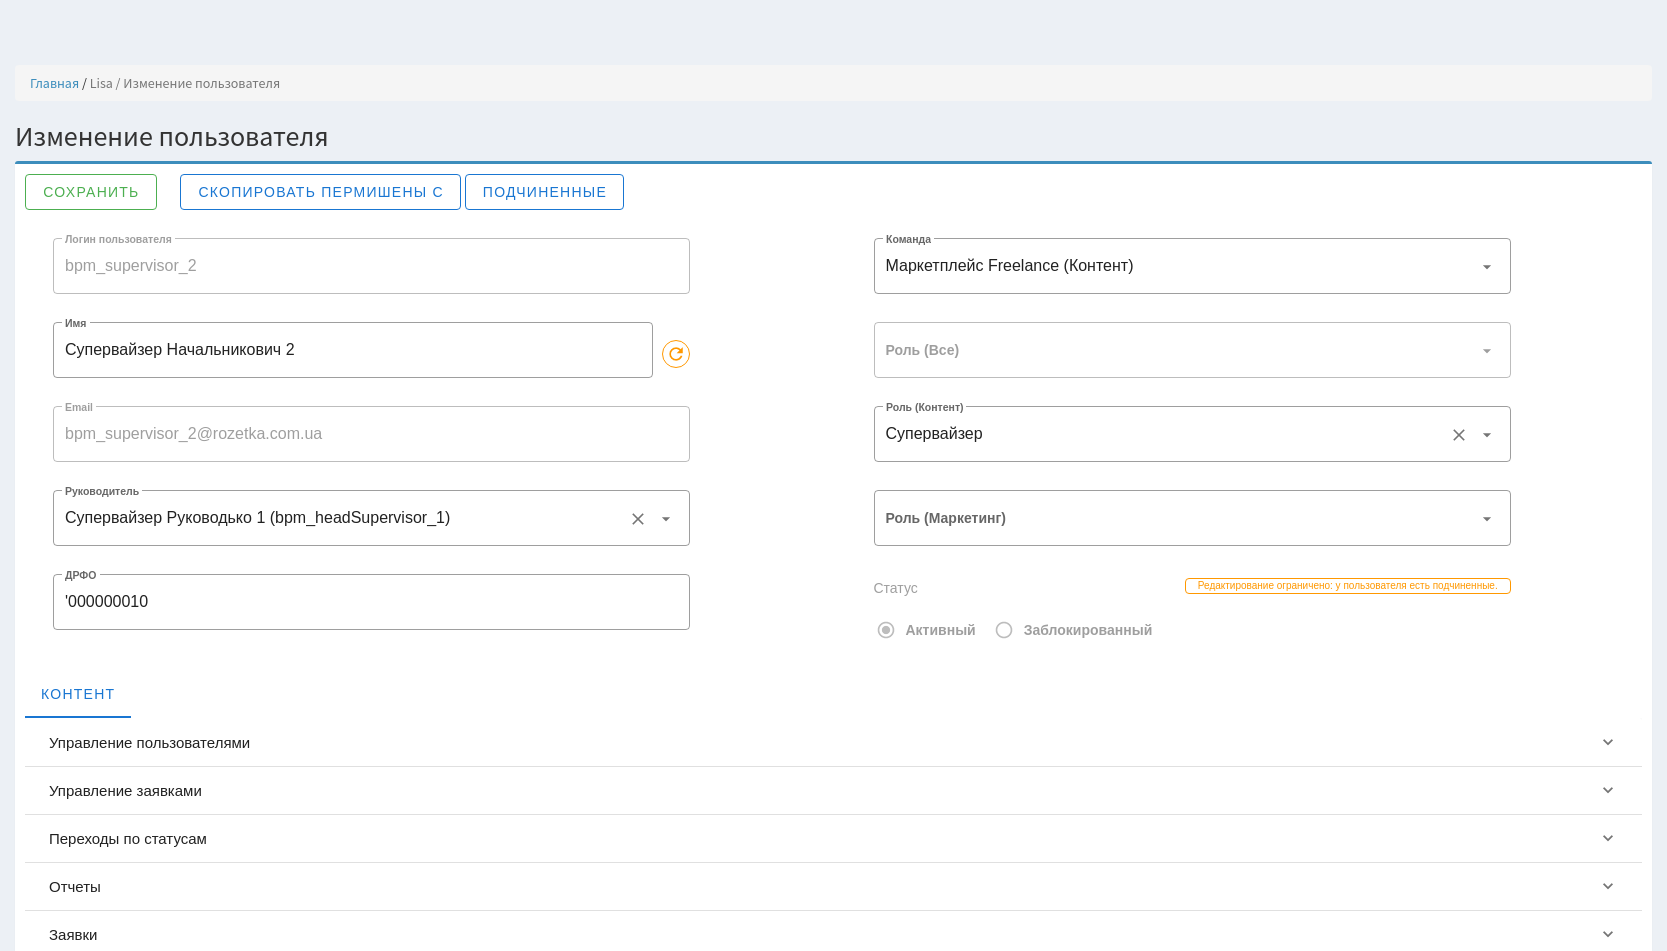 Главная / Lisa / Изменение пользователя
Изменение пользователя
СОХРАНИТЬ
СКОПИРОВАТЬ ПЕРМИШЕНЫ С
ПОДЧИНЕННЫЕ
Логин пользователя
bpm_supervisor_2
Команда
Маркетплейс Freelance (Контент)
Имя
Супервайзер Начальникович 2
Роль (Все)
Email
bpm_supervisor_2@rozetka.com.ua
Роль (Контент)
Супервайзер
Руководитель
Супервайзер Руководько 1 (bpm_headSupervisor_1)
Роль (Маркетинг)
ДРФО
'000000010
Статус
Редактирование ограничено: у пользователя есть подчиненные.
Активный
Заблокированный
КОНТЕНТ
Управление пользователями
Управление заявками
Переходы по статусам
Отчеты
Заявки